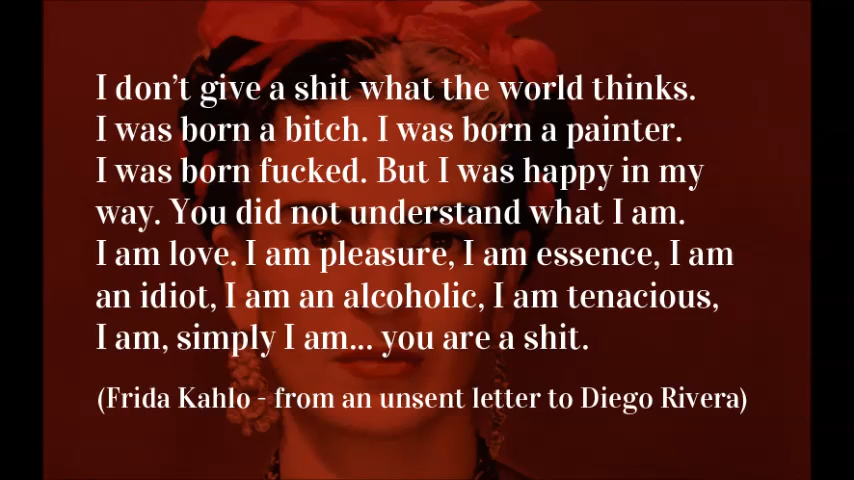 I don’t give a shit what the world thinks.
I was born a bitch. I was born a painter.
I was born fucked. But I was happy in my
way. You did not understand what I am.
I am love. I am pleasure, I am essence, I am
an idiot, I am an alcoholic, I am tenacious,
I am, simply I am... you are a shit.
(Frida Kahlo - from an unsent letter to Diego Rivera)